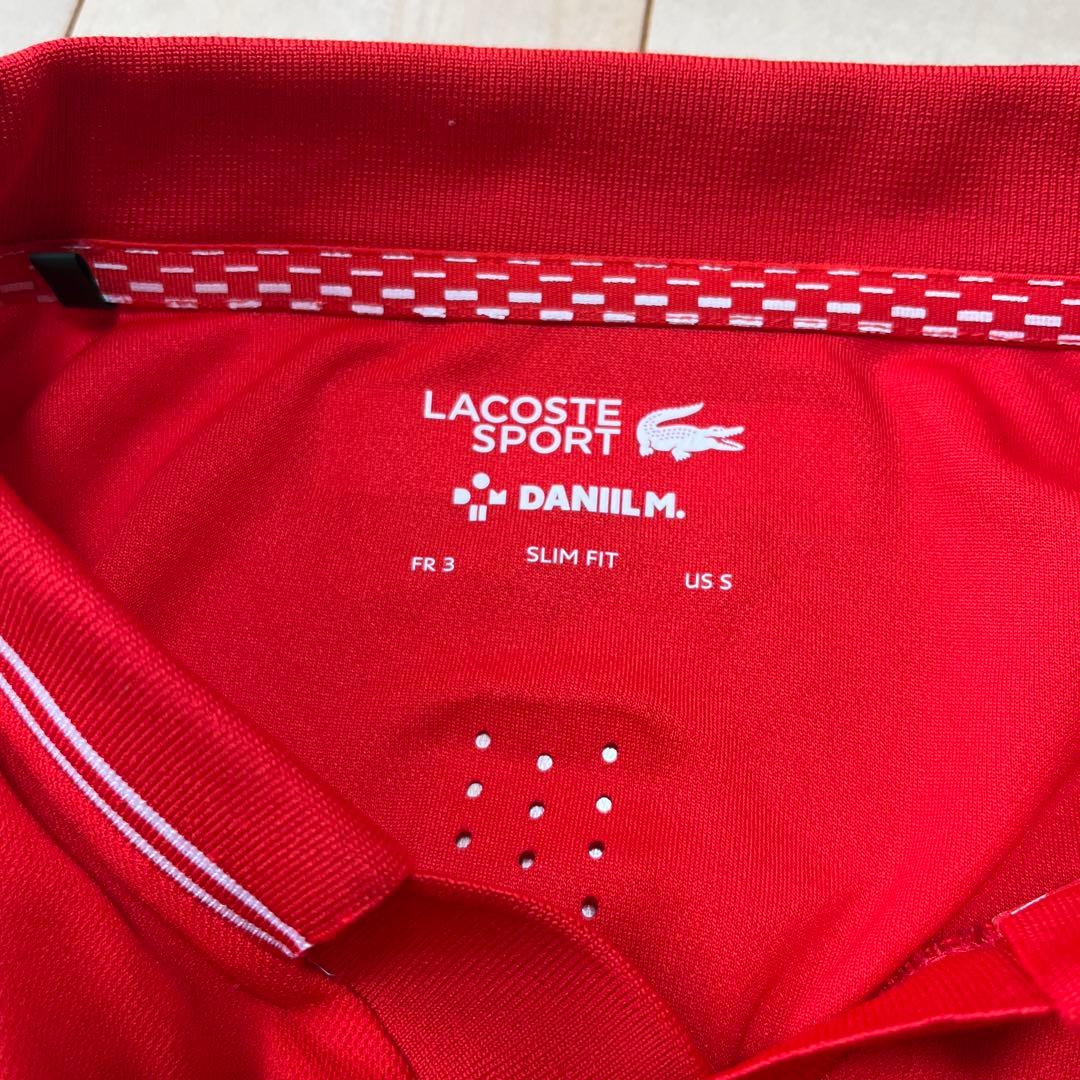 LACOSTE
SPORT
DANIIL M.
FR 3
SLIM FIT
US S